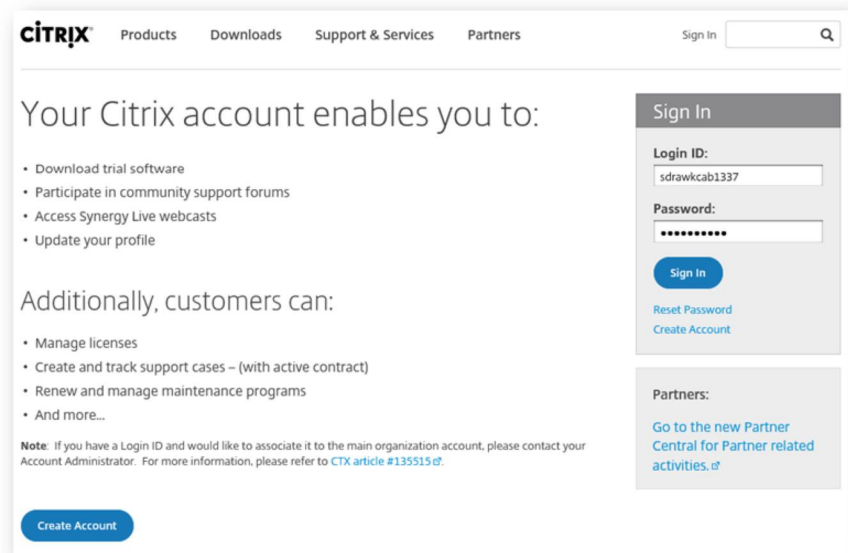 CİTRIX
Products Downloads Support & Services Partners Sign In
Your Citrix account enables you to:
• Download trial software
• Participate in community support forums
• Access Synergy Live webcasts
• Update your profile
Additionally, customers can:
• Manage licenses
• Create and track support cases – (with active contract)
• Renew and manage maintenance programs
• And more...
Note: If you have a Login ID and would like to associate it to the main organization account, please contact your
Account Administrator. For more information, please refer to CTX article #135515.
Create Account
Sign In
Login ID:
sdrawkcab1337
Password:
••••••••••
Sign In
Reset Password
Create Account
Partners:
Go to the new Partner
Central for Partner related
activities.